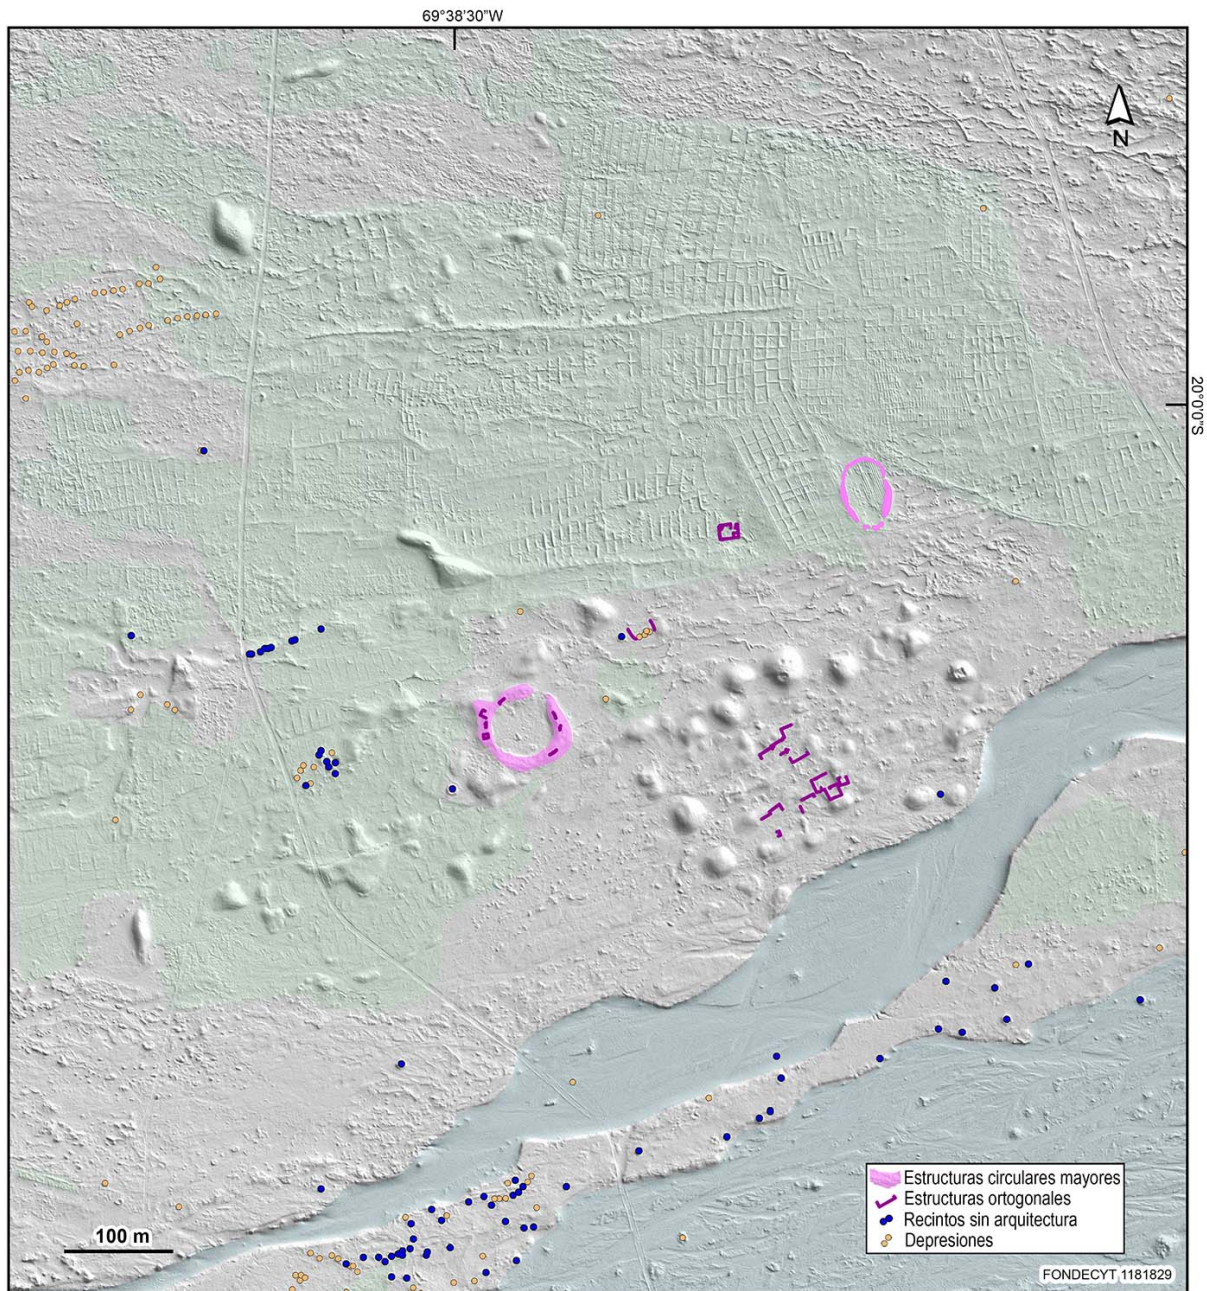 69°38'30"W
N
20°0'0"S
Estructuras circulares mayores
Estructuras ortogonales
Recintos sin arquitectura
Depresiones
100 m
FONDECYT 1181829